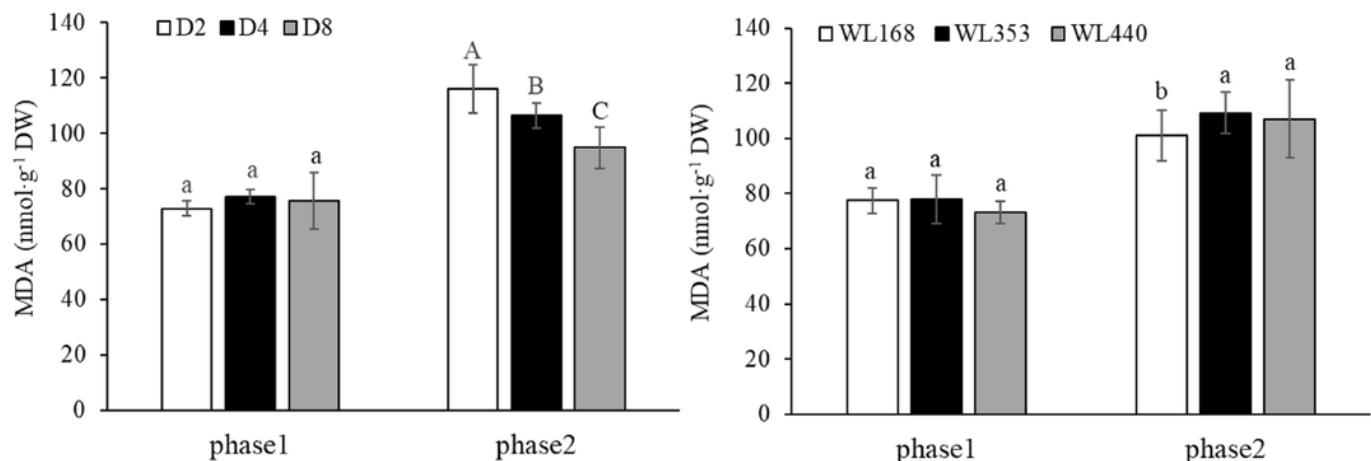 D2 D4 D8
MDA (nmol·g⁻¹ DW)
140
120
100
80
60
40
20
0
a a a
A B C
phase1 phase2
WL168 WL353 WL440
MDA (nmol·g⁻¹ DW)
140
120
100
80
60
40
20
0
a a a
b a a
phase1 phase2